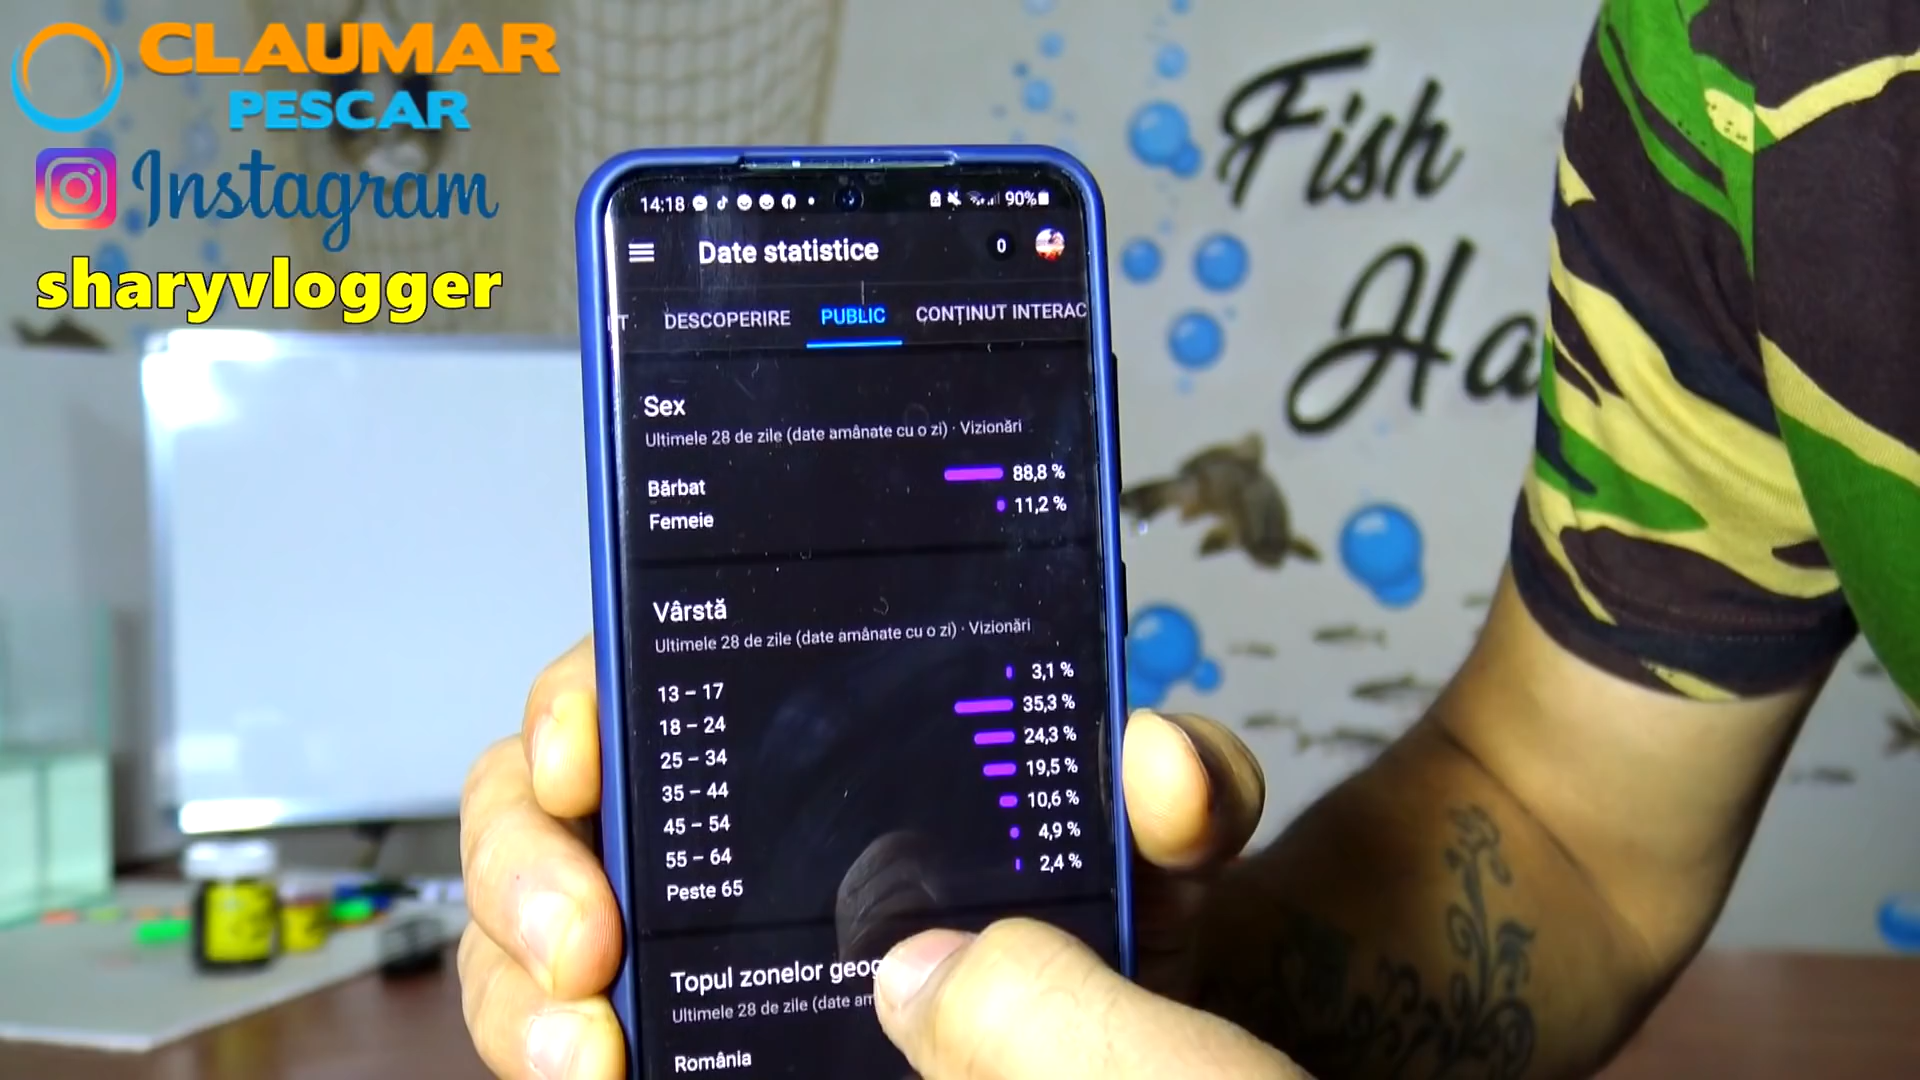 CLAUMAR
PESCAR
Instagram
sharyvlogger
Fish
Ha
14:18
90%
Date statistice
0
DESCOPERIRE PUBLIC CONȚINUT INTERAC
Sex
Ultimele 28 de zile (date amânate cu o zi) · Vizionări
Bărbat 88,8 %
Femeie 11,2 %
Vârstă
Ultimele 28 de zile (date amânate cu o zi) · Vizionări
13 – 17 3,1 %
18 – 24 35,3 %
25 – 34 24,3 %
35 – 44 19,5 %
45 – 54 10,6 %
55 – 64 4,9 %
Peste 65 2,4 %
Topul zonelor geog
Ultimele 28 de zile (date am
România